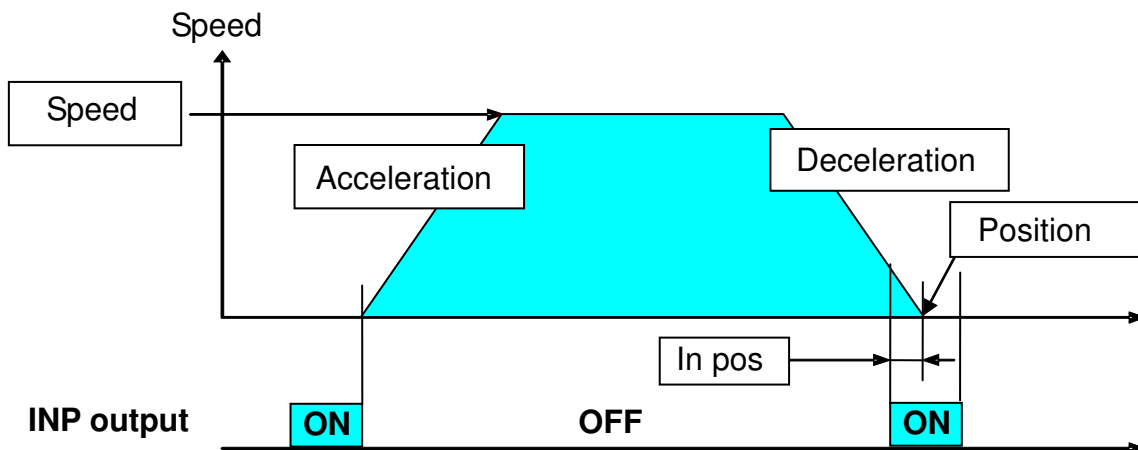 Speed
Speed
Acceleration
Deceleration
Position
In pos
INP output
ON
OFF
ON